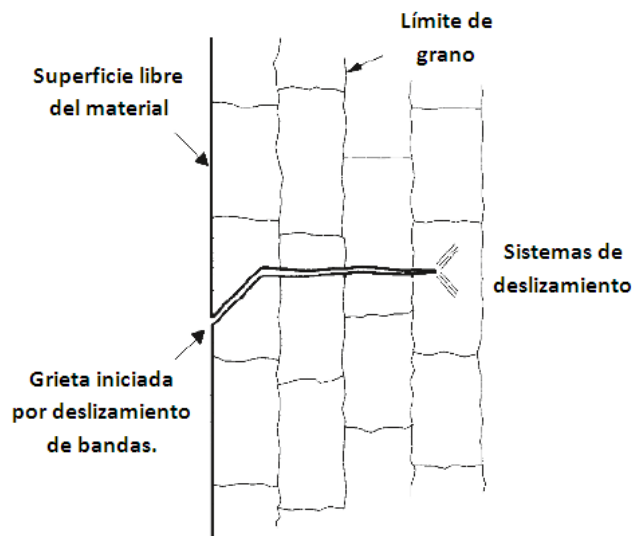 Límite de
grano
Superficie libre
del material
Sistemas de
deslizamiento
Grieta iniciada
por deslizamiento
de bandas.